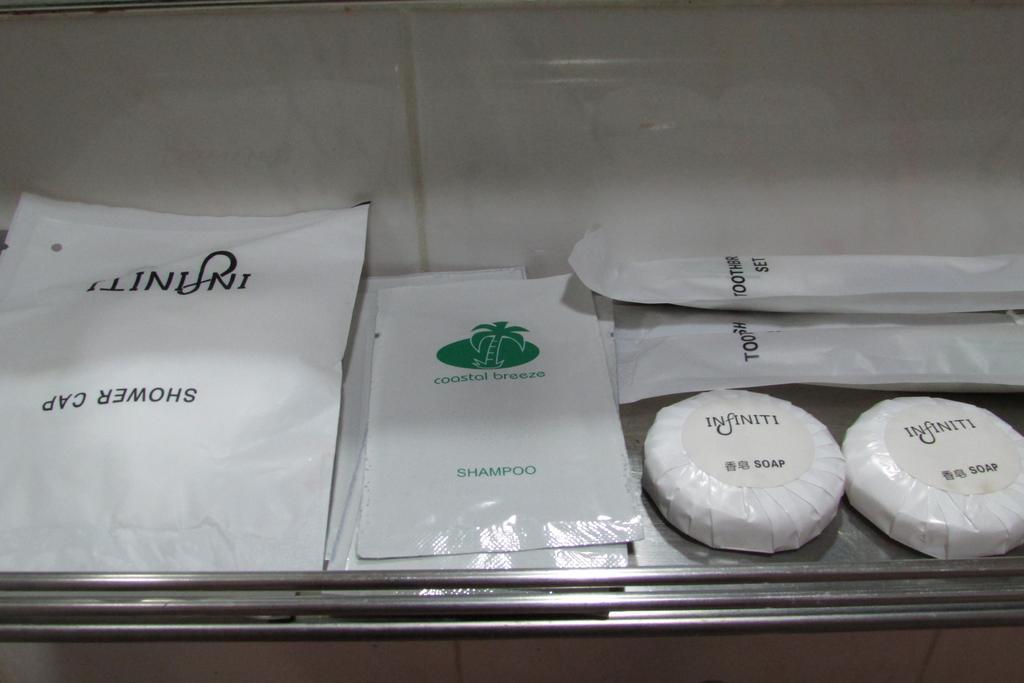 INFINITI
SHOWER CAP
coastal breeze
SHAMPOO
TOOTHBR
SET
TOOTH
INFINITI
香皂 SOAP
INFINITI
香皂 SOAP